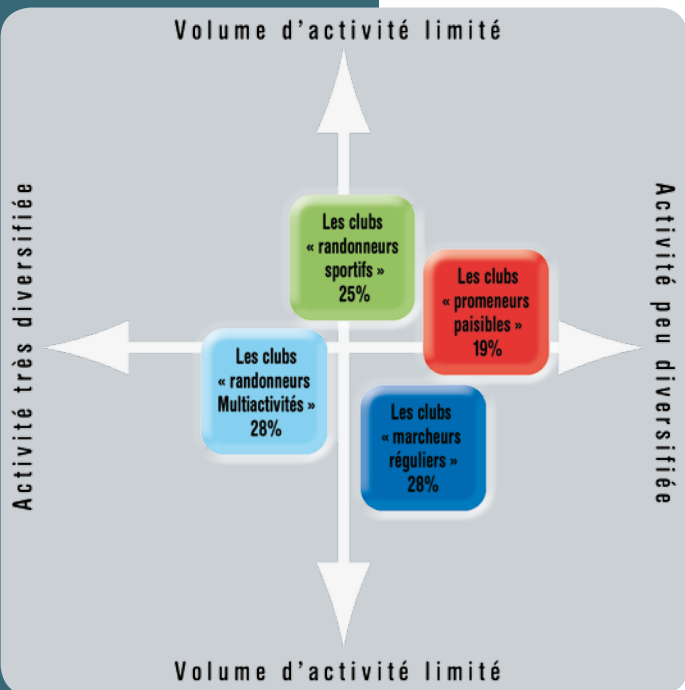 Volume d’activité limité
Activité très diversifiée
Activité peu diversifiée
Les clubs
« randonneurs
sportifs »
25%
Les clubs
« promeneurs
paisibles »
19%
Les clubs
« randonneurs
Multiactivités »
28%
Les clubs
« marcheurs
réguliers »
28%
Volume d’activité limité